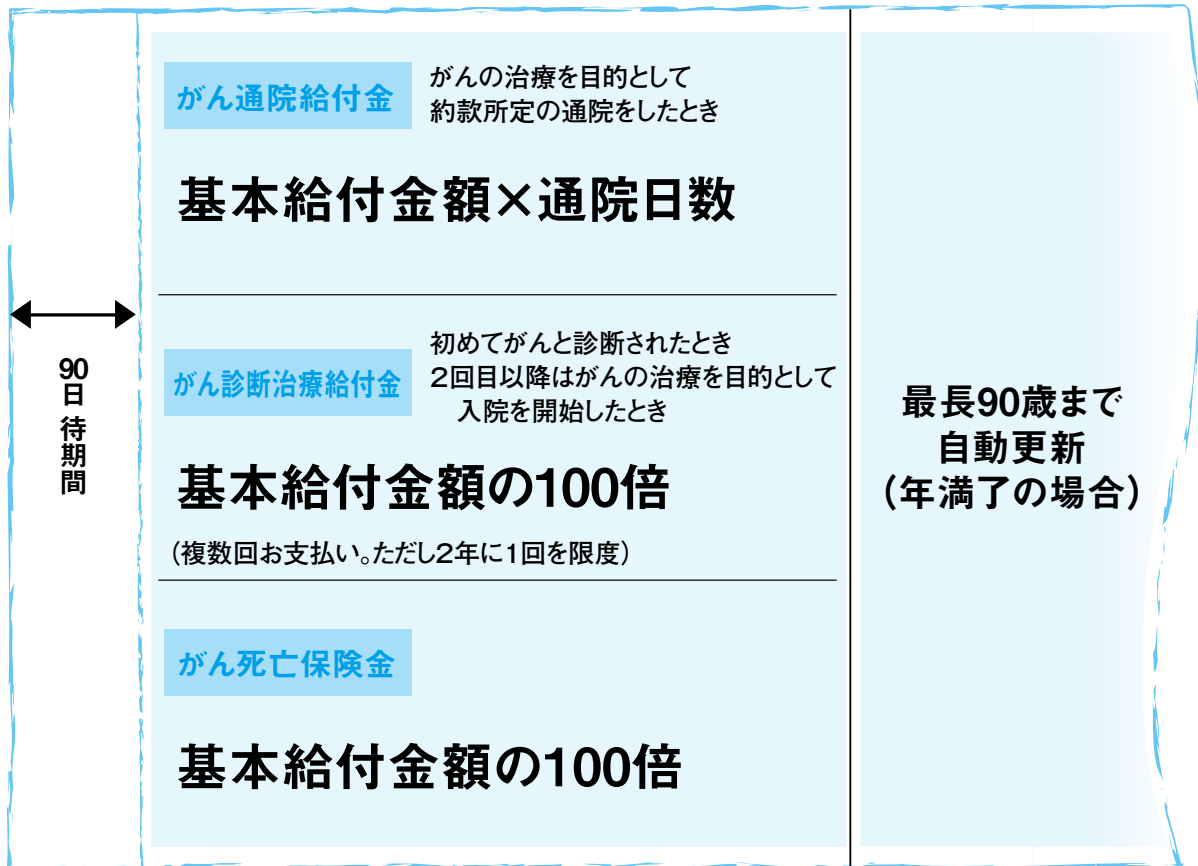 90日 待期間
がん通院給付金
がんの治療を目的として
約款所定の通院をしたとき
基本給付金額×通院日数
がん診断治療給付金
初めてがんと診断されたとき
2回目以降はがんの治療を目的として
入院を開始したとき
基本給付金額の100倍
（複数回お支払い。ただし2年に1回を限度）
がん死亡保険金
基本給付金額の100倍
最長90歳まで
自動更新
（年満了の場合）